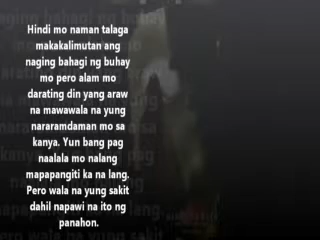 Hindi mo naman talaga
makakalimutan ang
naging bahagi ng buhay
mo pero alam mo
darating din yang araw
na mawawala na yung
nararamdaman mo sa
kanya. Yun bang pag
naalala mo nalang
mapapangiti ka na lang.
Pero wala na yung sakit
dahil napawi na ito ng
panahon.